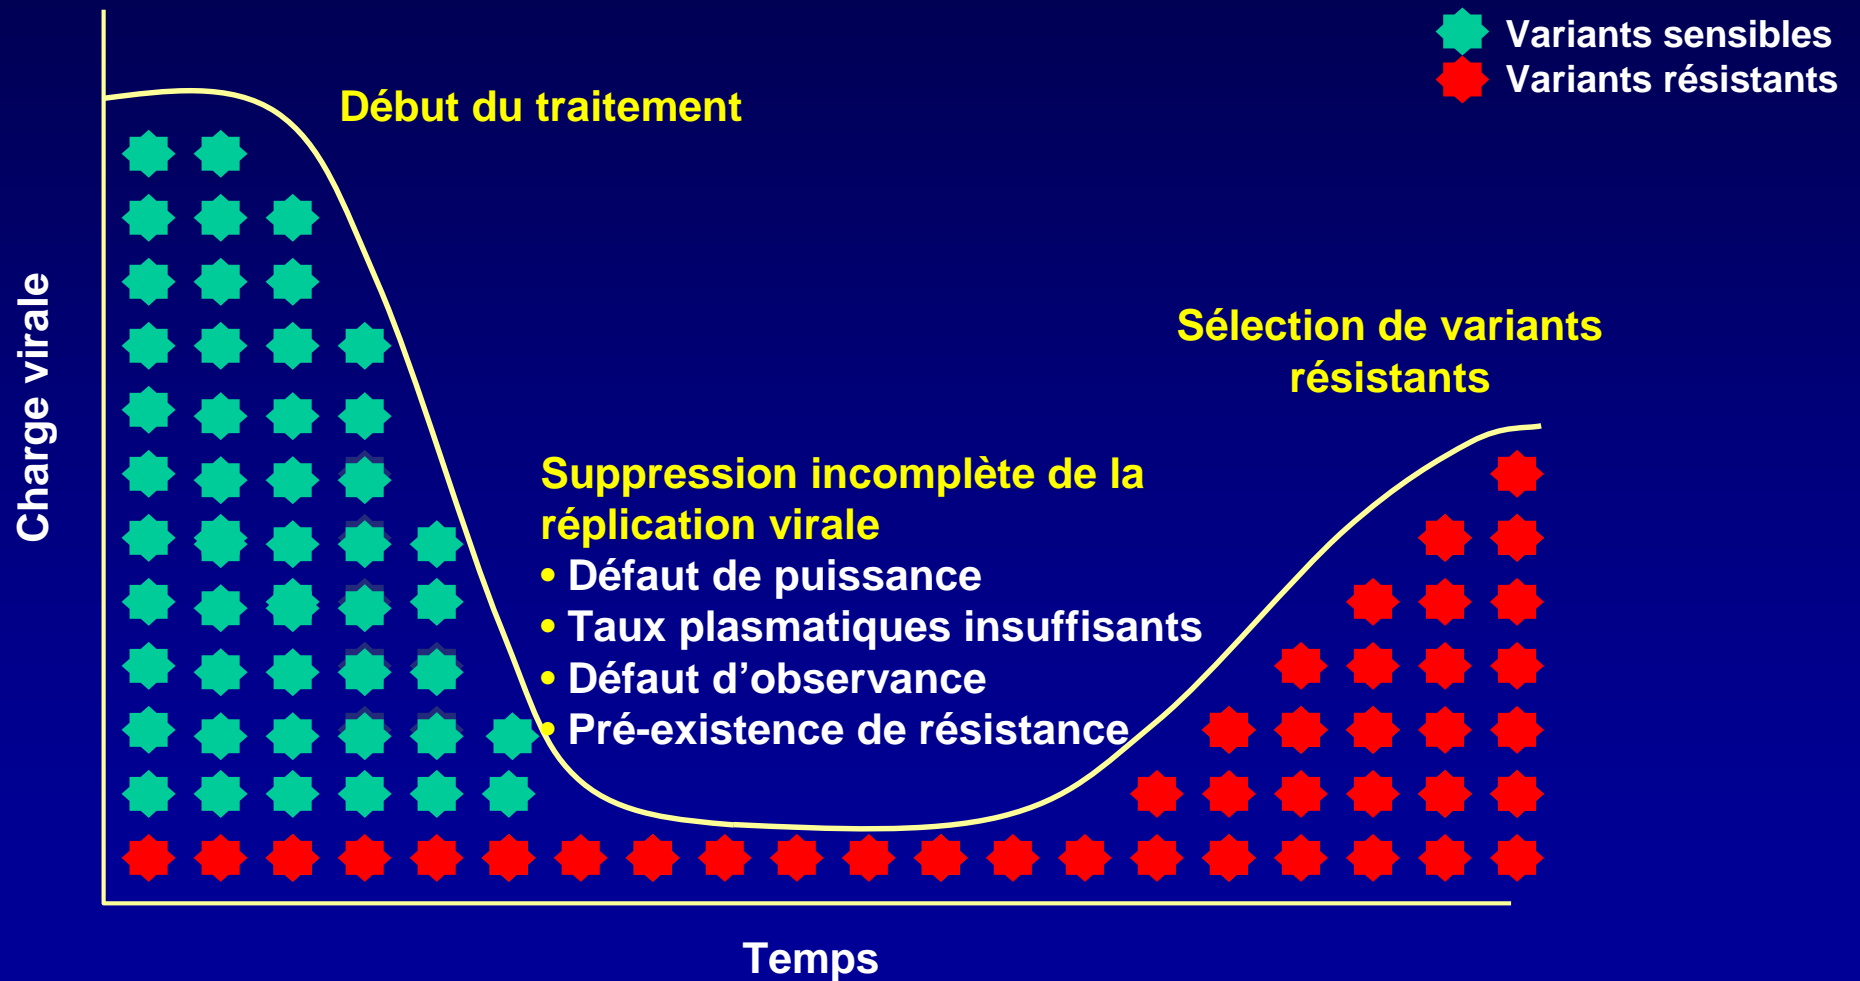 Variants sensibles
Variants résistants
Début du traitement
Charge virale
Sélection de variants
résistants
Suppression incomplète de la
réplication virale
• Défaut de puissance
• Taux plasmatiques insuffisants
• Défaut d’observance
• Pré-existence de résistance
Temps